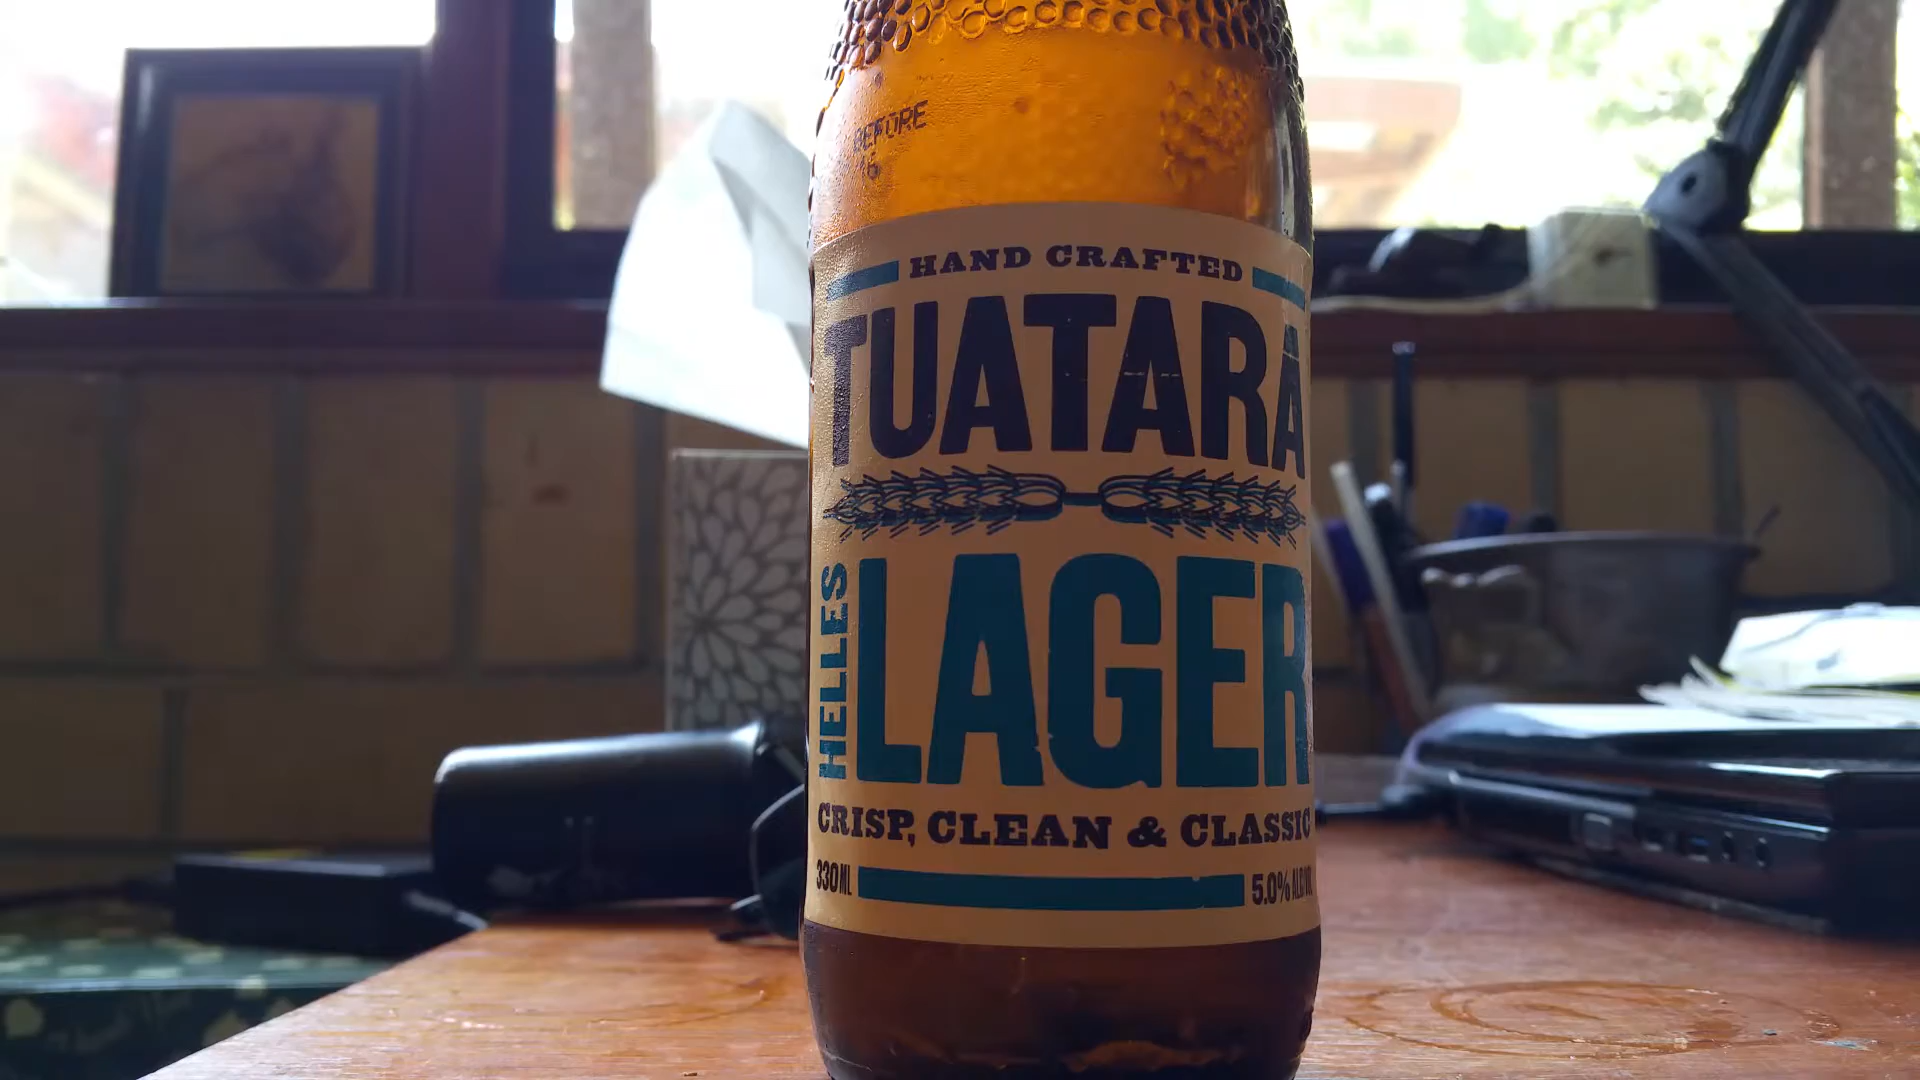 BEFORE
HAND CRAFTED
TUATARA
HELLES
LAGER
CRISP, CLEAN & CLASSIC
330ML
5.0% ALC/VOL